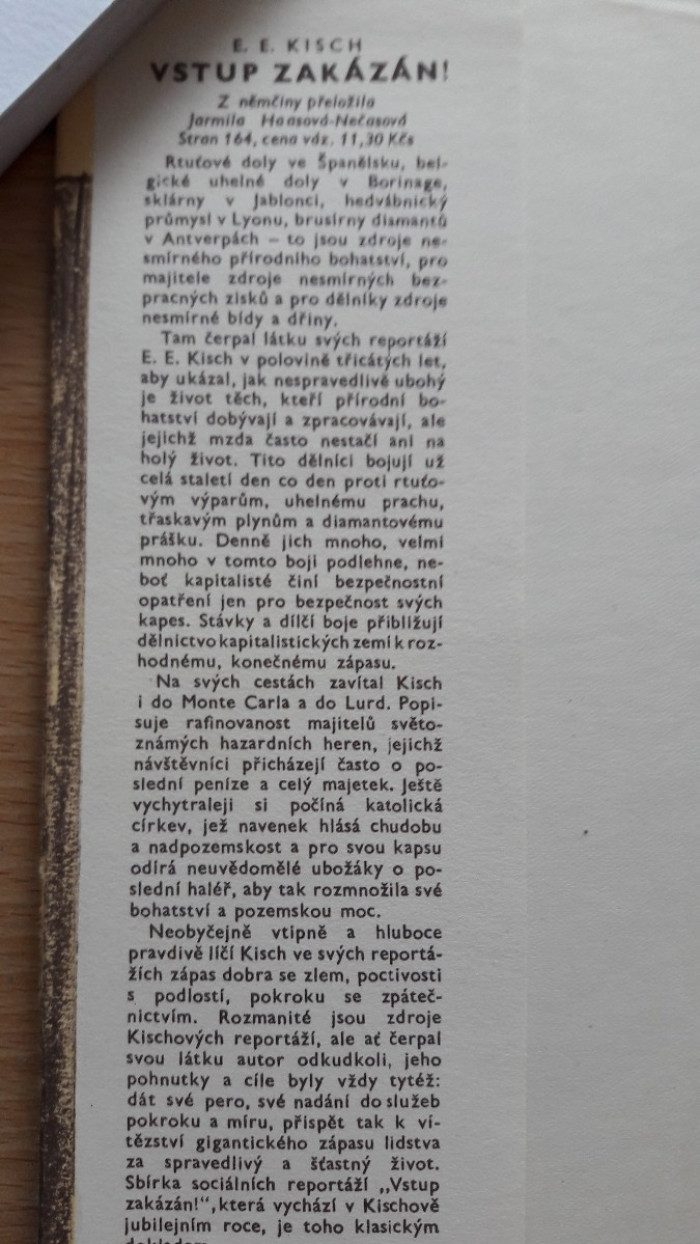 E. E. KISCH
VSTUP ZAKÁZÁN!
Z němčiny přeložila
Jarmila Haasová-Nečasová
Stran 164, cena váz. 11,30 Kčs
Rtuťové doly ve Španělsku, bel-
gické uhelné doly v Borinage,
sklárny v Jablonci, hedvábnický
průmysl v Lyonu, brusírny diamantů
v Antverpách — to jsou zdroje ne-
smírného přírodního bohatství, pro
majitele zdroje nesmírných bez-
pracných zisků a pro dělníky zdroje
nesmírné bídy a dřiny.
Tam čerpal látku svých reportáží
E. E. Kisch v polovině třicátých let,
aby ukázal, jak nespravedlivě ubohý
je život těch, kteří přírodní bo-
hatství dobývají a zpracovávají, ale
jejichž mzda často nestačí ani na
holý život. Tito dělníci bojují už
celá staletí den co den proti rtuťo-
vým výparům, uhelnému prachu,
třaskavým plynům a diamantovému
prášku. Denně jich mnoho, velmi
mnoho v tomto boji podlehne, ne-
boť kapitalisté činí bezpečnostní
opatření jen pro bezpečnost svých
kapes. Stávky a dílčí boje přibližují
dělnictvo kapitalistických zemí k roz-
hodnému, konečnému zápasu.
Na svých cestách zavítal Kisch
i do Monte Carla a do Lurd. Popi-
suje rafinovanost majitelů světo-
známých hazardních heren, jejichž
návštěvníci přicházejí často o po-
slední peníze a celý majetek. Ještě
vychytraleji si počíná katolická
církev, jež navenek hlásá chudobu
a nadpozemskost a pro svou kapsu
odírá neuvědomělé ubožáky o po-
slední haléř, aby tak rozmnožila své
bohatství a pozemskou moc.
Neobyčejně vtipně a hluboce
pravdivě líčí Kisch ve svých reportá-
žích zápas dobra se zlem, poctivosti
s podlostí, pokroku se zpáteč-
nictvím. Rozmanité jsou zdroje
Kischových reportáží, ale ať čerpal
svou látku autor odkudkoli, jeho
pohnutky a cíle byly vždy tytéž:
dát své pero, své nadání do služeb
pokroku a míru, přispět tak k ví-
tězství gigantického zápasu lidstva
za spravedlivý a šťastný život.
Sbírka sociálních reportáží „Vstup
zakázán!“, která vychází v Kischově
jubilejním roce, je toho klasickým